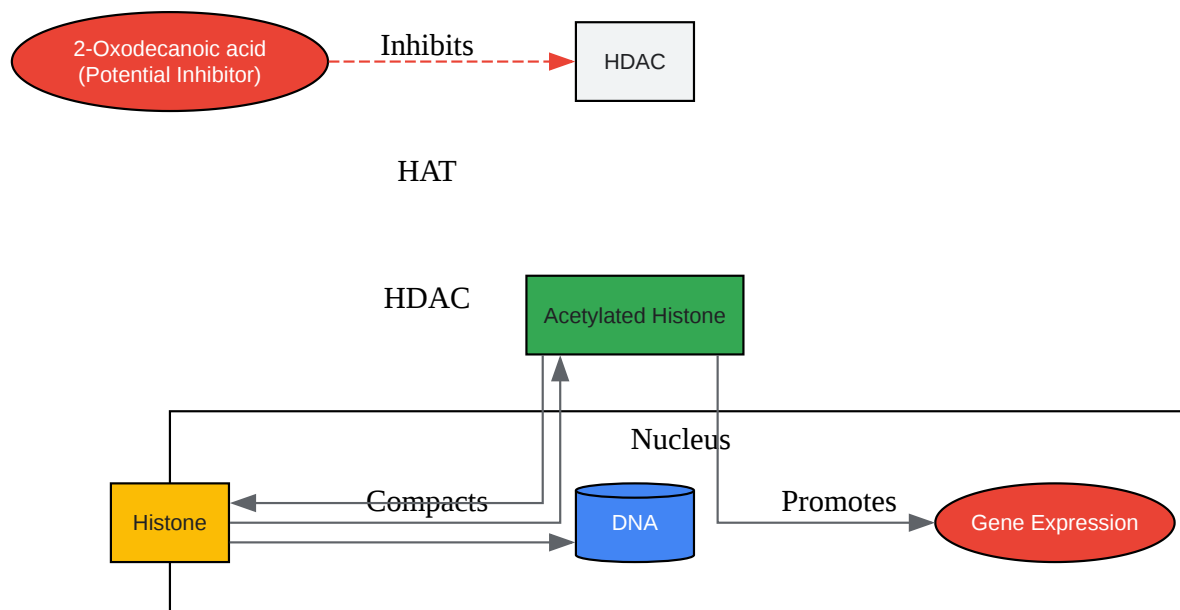 2-Oxodecanoic acid
(Potential Inhibitor)
Inhibits
HDAC
HAT
HDAC
Acetylated Histone
Nucleus
Histone
Compacts
DNA
Promotes
Gene Expression